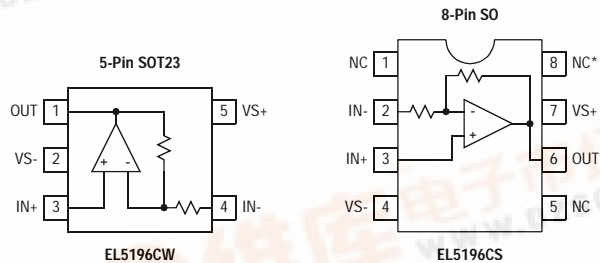 5-Pin SOT23
OUT 1
5 VS+
VS- 2
+ -
IN+ 3
4 IN-
EL5196CW
8-Pin SO
NC 1
8 NC*
IN- 2
-
7 VS+
+
IN+ 3
6 OUT
VS- 4
5 NC
EL5196CS